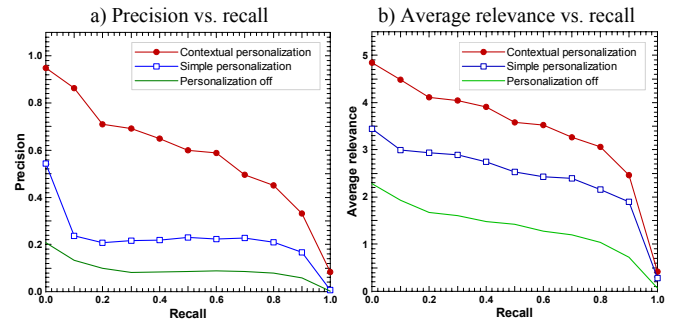 a) Precision vs. recall
Contextual personalization
Simple personalization
Personalization off
1.0
0.8
0.6
0.4
0.2
0.0
Precision
0.0 0.2 0.4 0.6 0.8 1.0
Recall
b) Average relevance vs. recall
Contextual personalization
Simple personalization
Personalization off
5
4
3
2
1
0
Average relevance
0.0 0.2 0.4 0.6 0.8 1.0
Recall